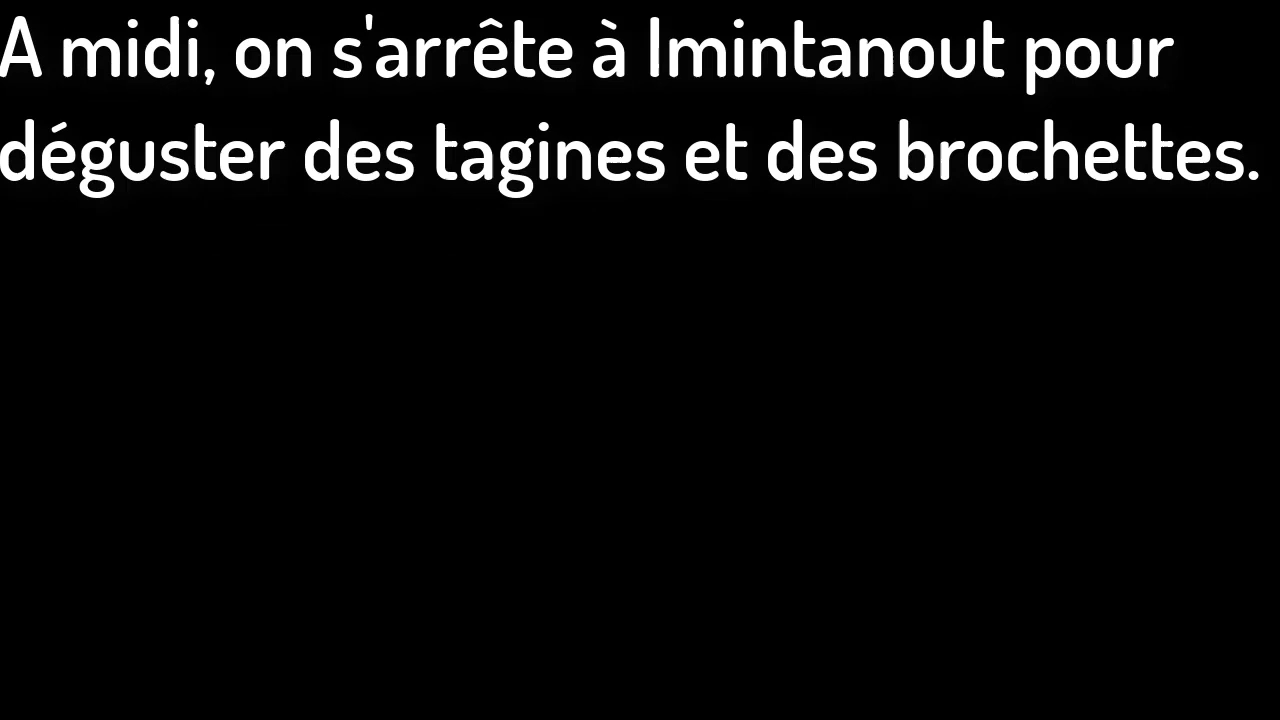 A midi, on s'arrête à Imintanout pour
déguster des tagines et des brochettes.